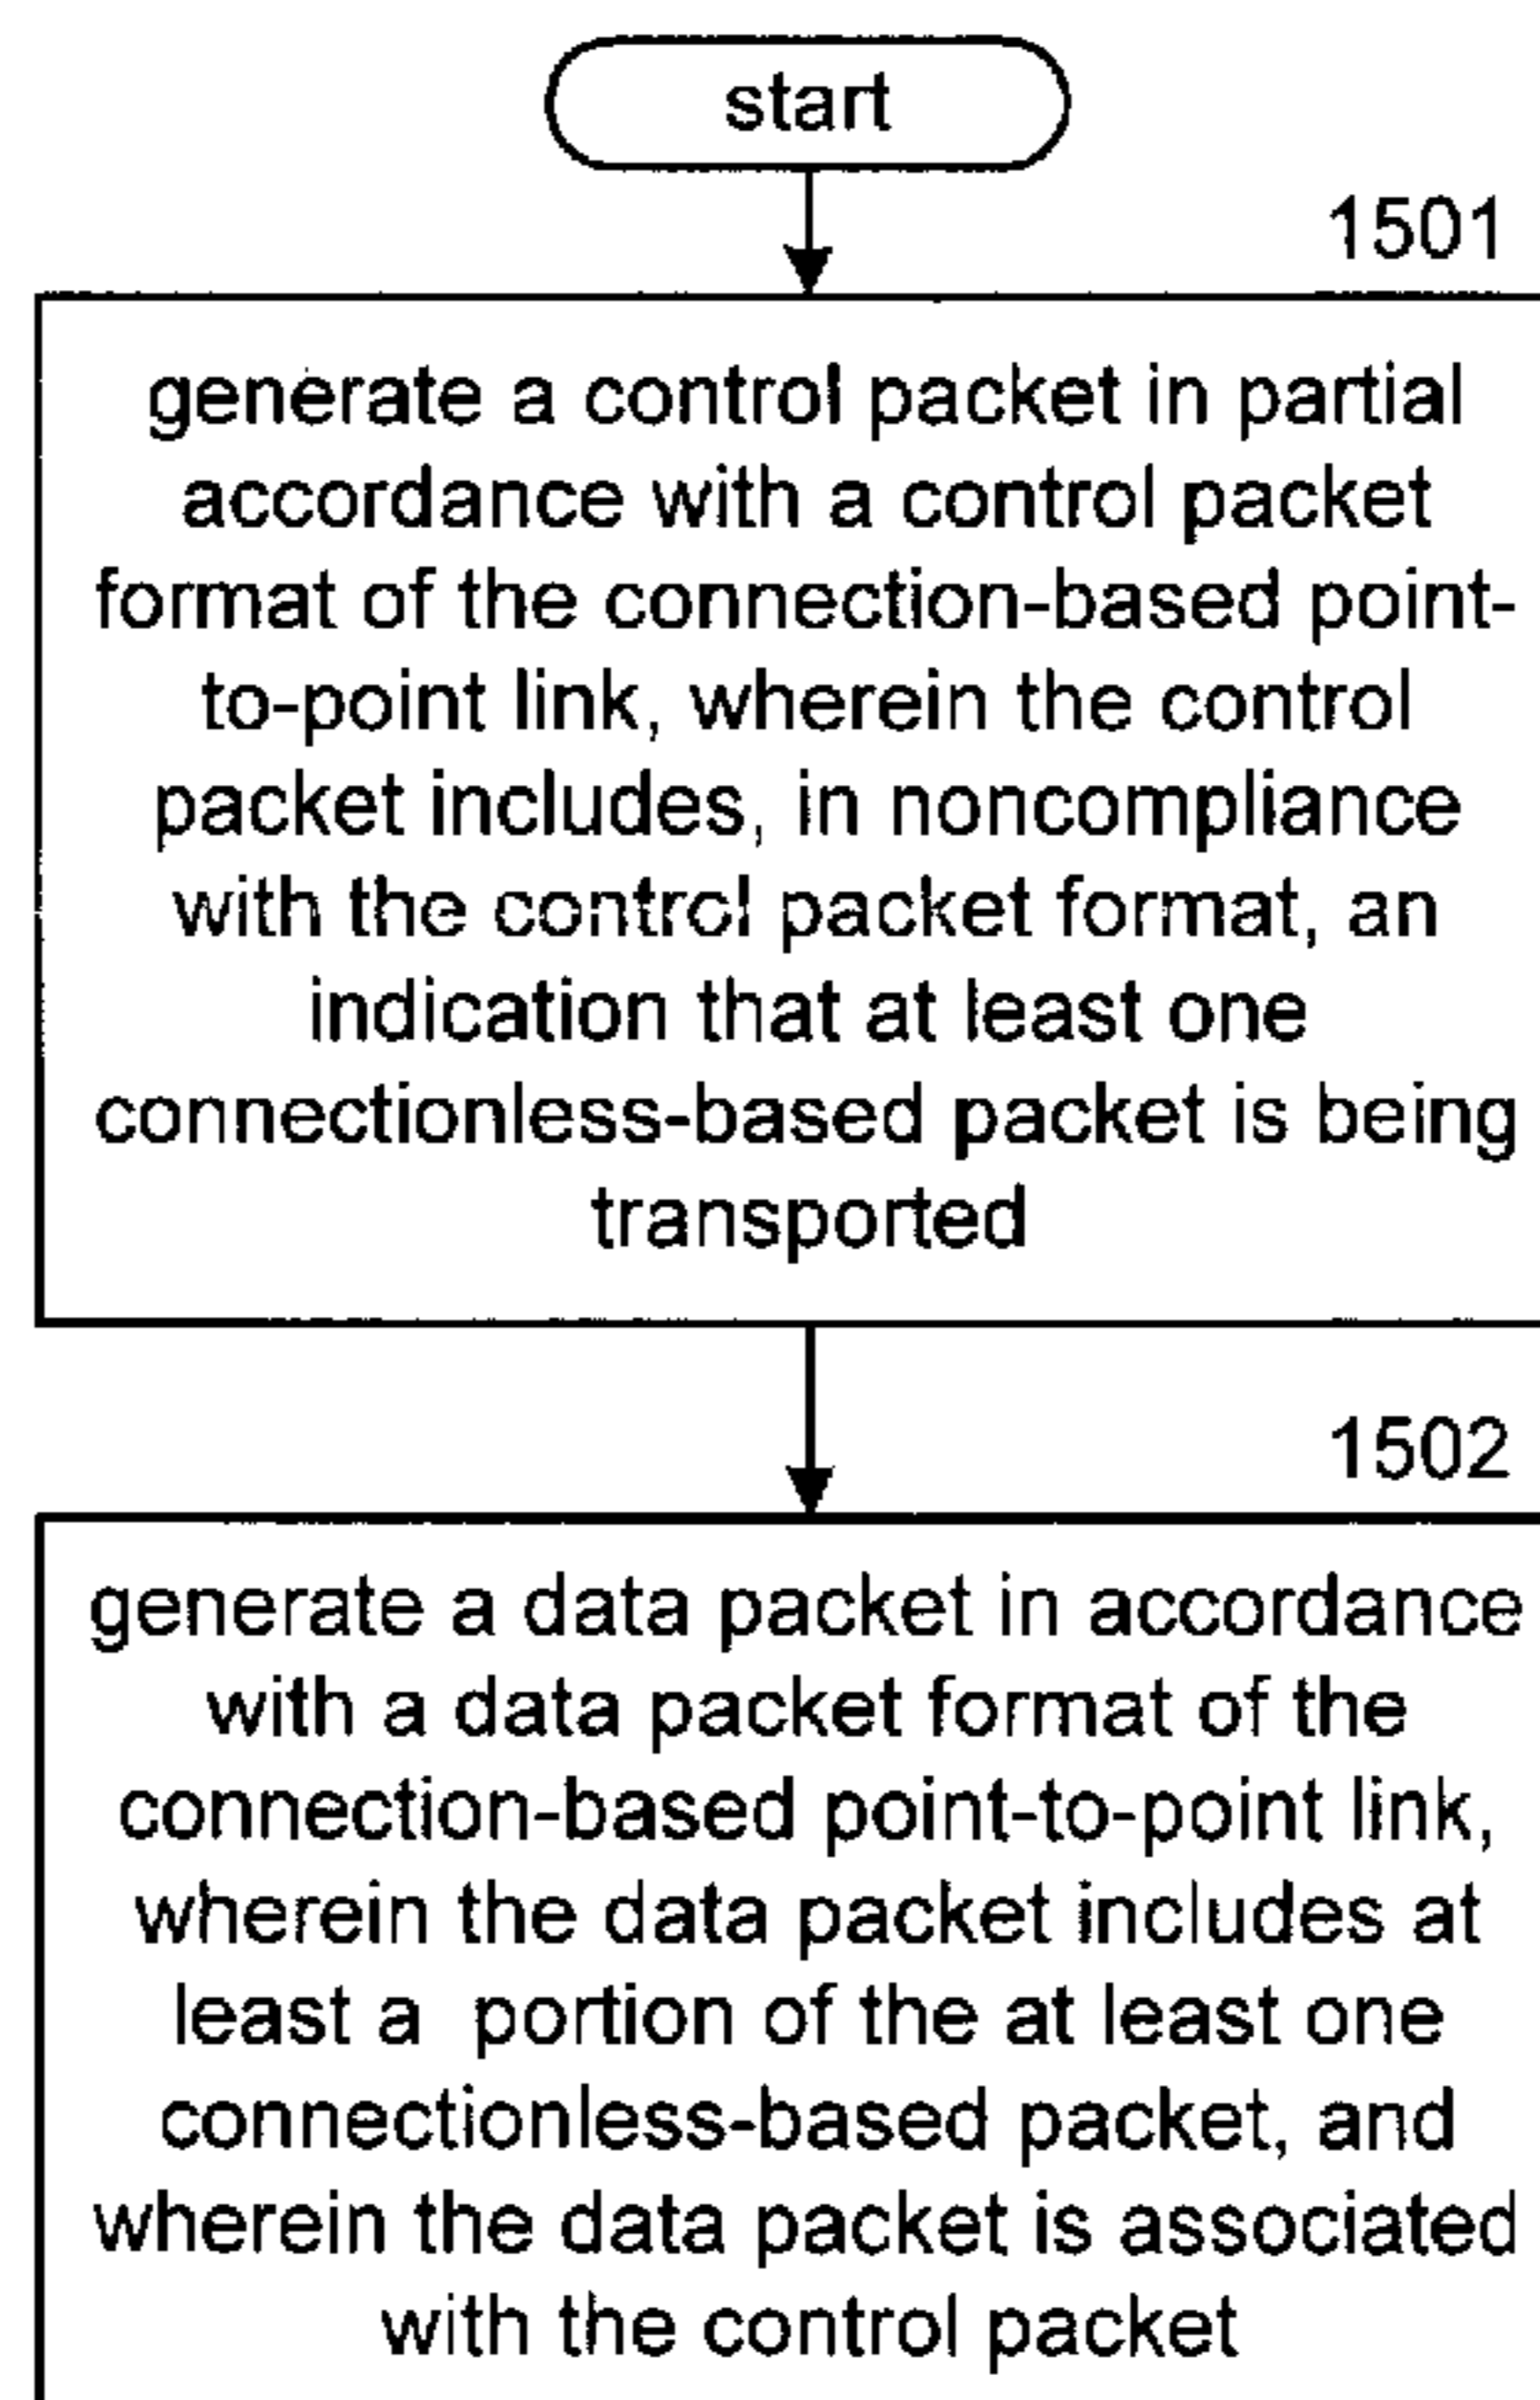 start
1501
generate a control packet in partial
accordance with a control packet
format of the connection-based point-
to-point link, wherein the control
packet includes, in noncompliance
with the control packet format, an
indication that at least one
connectionless-based packet is being
transported
1502
generate a data packet in accordance
with a data packet format of the
connection-based point-to-point link,
wherein the data packet includes at
least a portion of the at least one
connectionless-based packet, and
wherein the data packet is associated
with the control packet